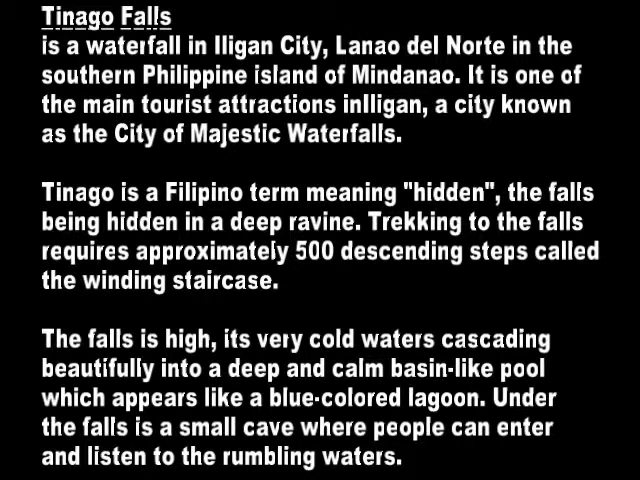 Tinago Falls
is a waterfall in Iligan City, Lanao del Norte in the
southern Philippine island of Mindanao. It is one of
the main tourist attractions inIligan, a city known
as the City of Majestic Waterfalls.
Tinago is a Filipino term meaning "hidden", the falls
being hidden in a deep ravine. Trekking to the falls
requires approximately 500 descending steps called
the winding staircase.
The falls is high, its very cold waters cascading
beautifully into a deep and calm basin-like pool
which appears like a blue-colored lagoon. Under
the falls is a small cave where people can enter
and listen to the rumbling waters.